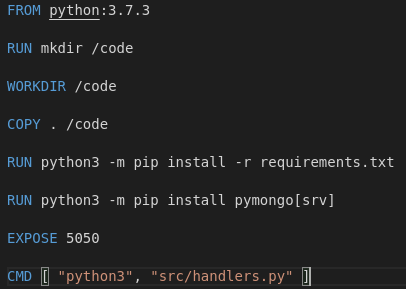 FROM python:3.7.3
RUN mkdir /code
WORKDIR /code
COPY . /code
RUN python3 -m pip install -r requirements.txt
RUN python3 -m pip install pymongo[srv]
EXPOSE 5050
CMD [ "python3", "src/handlers.py" ]